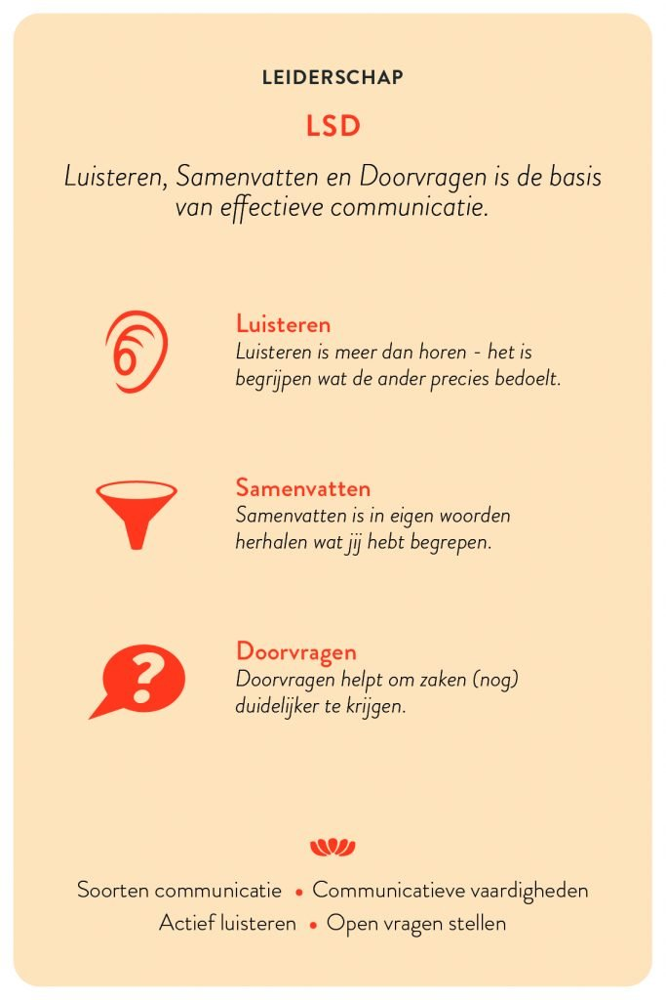 LEIDERSCHAP
LSD
Luisteren, Samenvatten en Doorvragen is de basis
van effectieve communicatie.
Luisteren
Luisteren is meer dan horen - het is
begrijpen wat de ander precies bedoelt.
Samenvatten
Samenvatten is in eigen woorden
herhalen wat jij hebt begrepen.
?
Doorvragen
Doorvragen helpt om zaken (nog)
duidelijker te krijgen.
Soorten communicatie • Communicatieve vaardigheden
Actief luisteren • Open vragen stellen